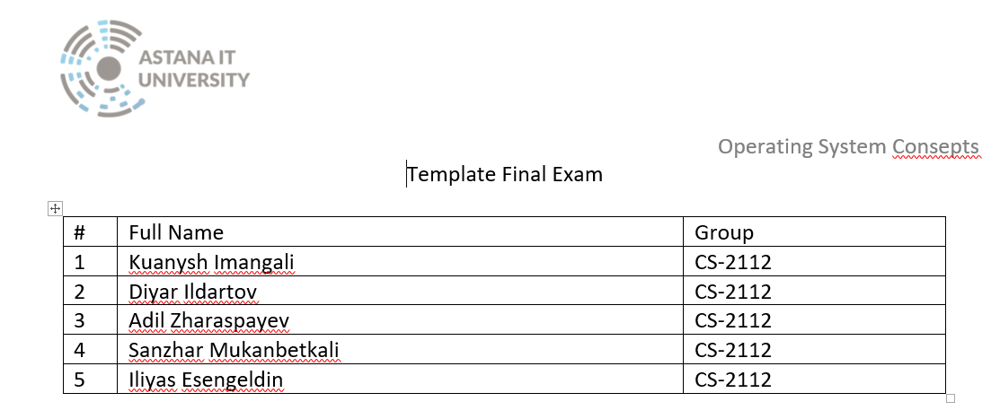 ASTANA IT
UNIVERSITY
Operating System Consepts
Template Final Exam
# Full Name Group
1 Kuanysh Imangali CS-2112
2 Diyar Ildartov CS-2112
3 Adil Zharaspayev CS-2112
4 Sanzhar Mukanbetkali CS-2112
5 Iliyas Esengeldin CS-2112